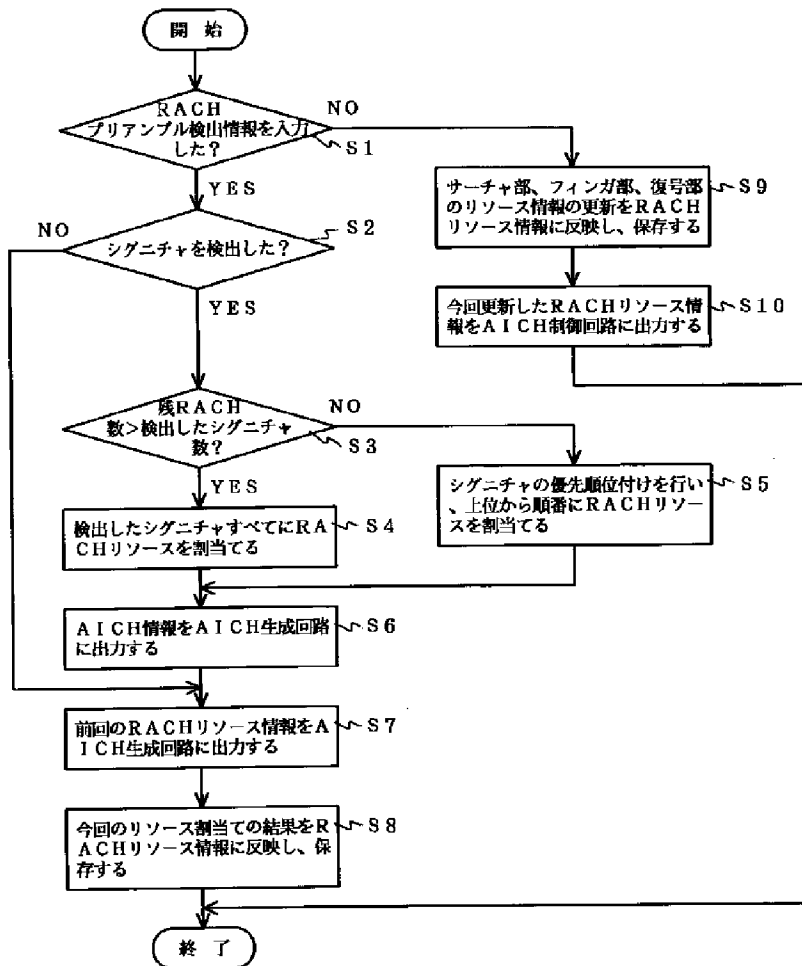 開 始
RACH
プリアンブル検出情報を入力
した?
S1
NO
YES
サーチャ部、フィンガ部、復号部
のリソース情報の更新をRACH
リソース情報に反映し、保存する
S9
NO
シグニチャを検出した?
S2
YES
今回更新したRACHリソース情
報をAICH制御回路に出力する
S10
残RACH
数>検出したシグニチャ
数?
S3
NO
YES
シグニチャの優先順位付けを行い
、上位から順番にRACHリソー
スを割当てる
S5
検出したシグニチャすべてにRA
CHリソースを割当てる
S4
AICH情報をAICH生成回路
に出力する
S6
前回のRACHリソース情報をA
ICH生成回路に出力する
S7
今回のリソース割当ての結果をR
ACHリソース情報に反映し、保
存する
S8
終 了